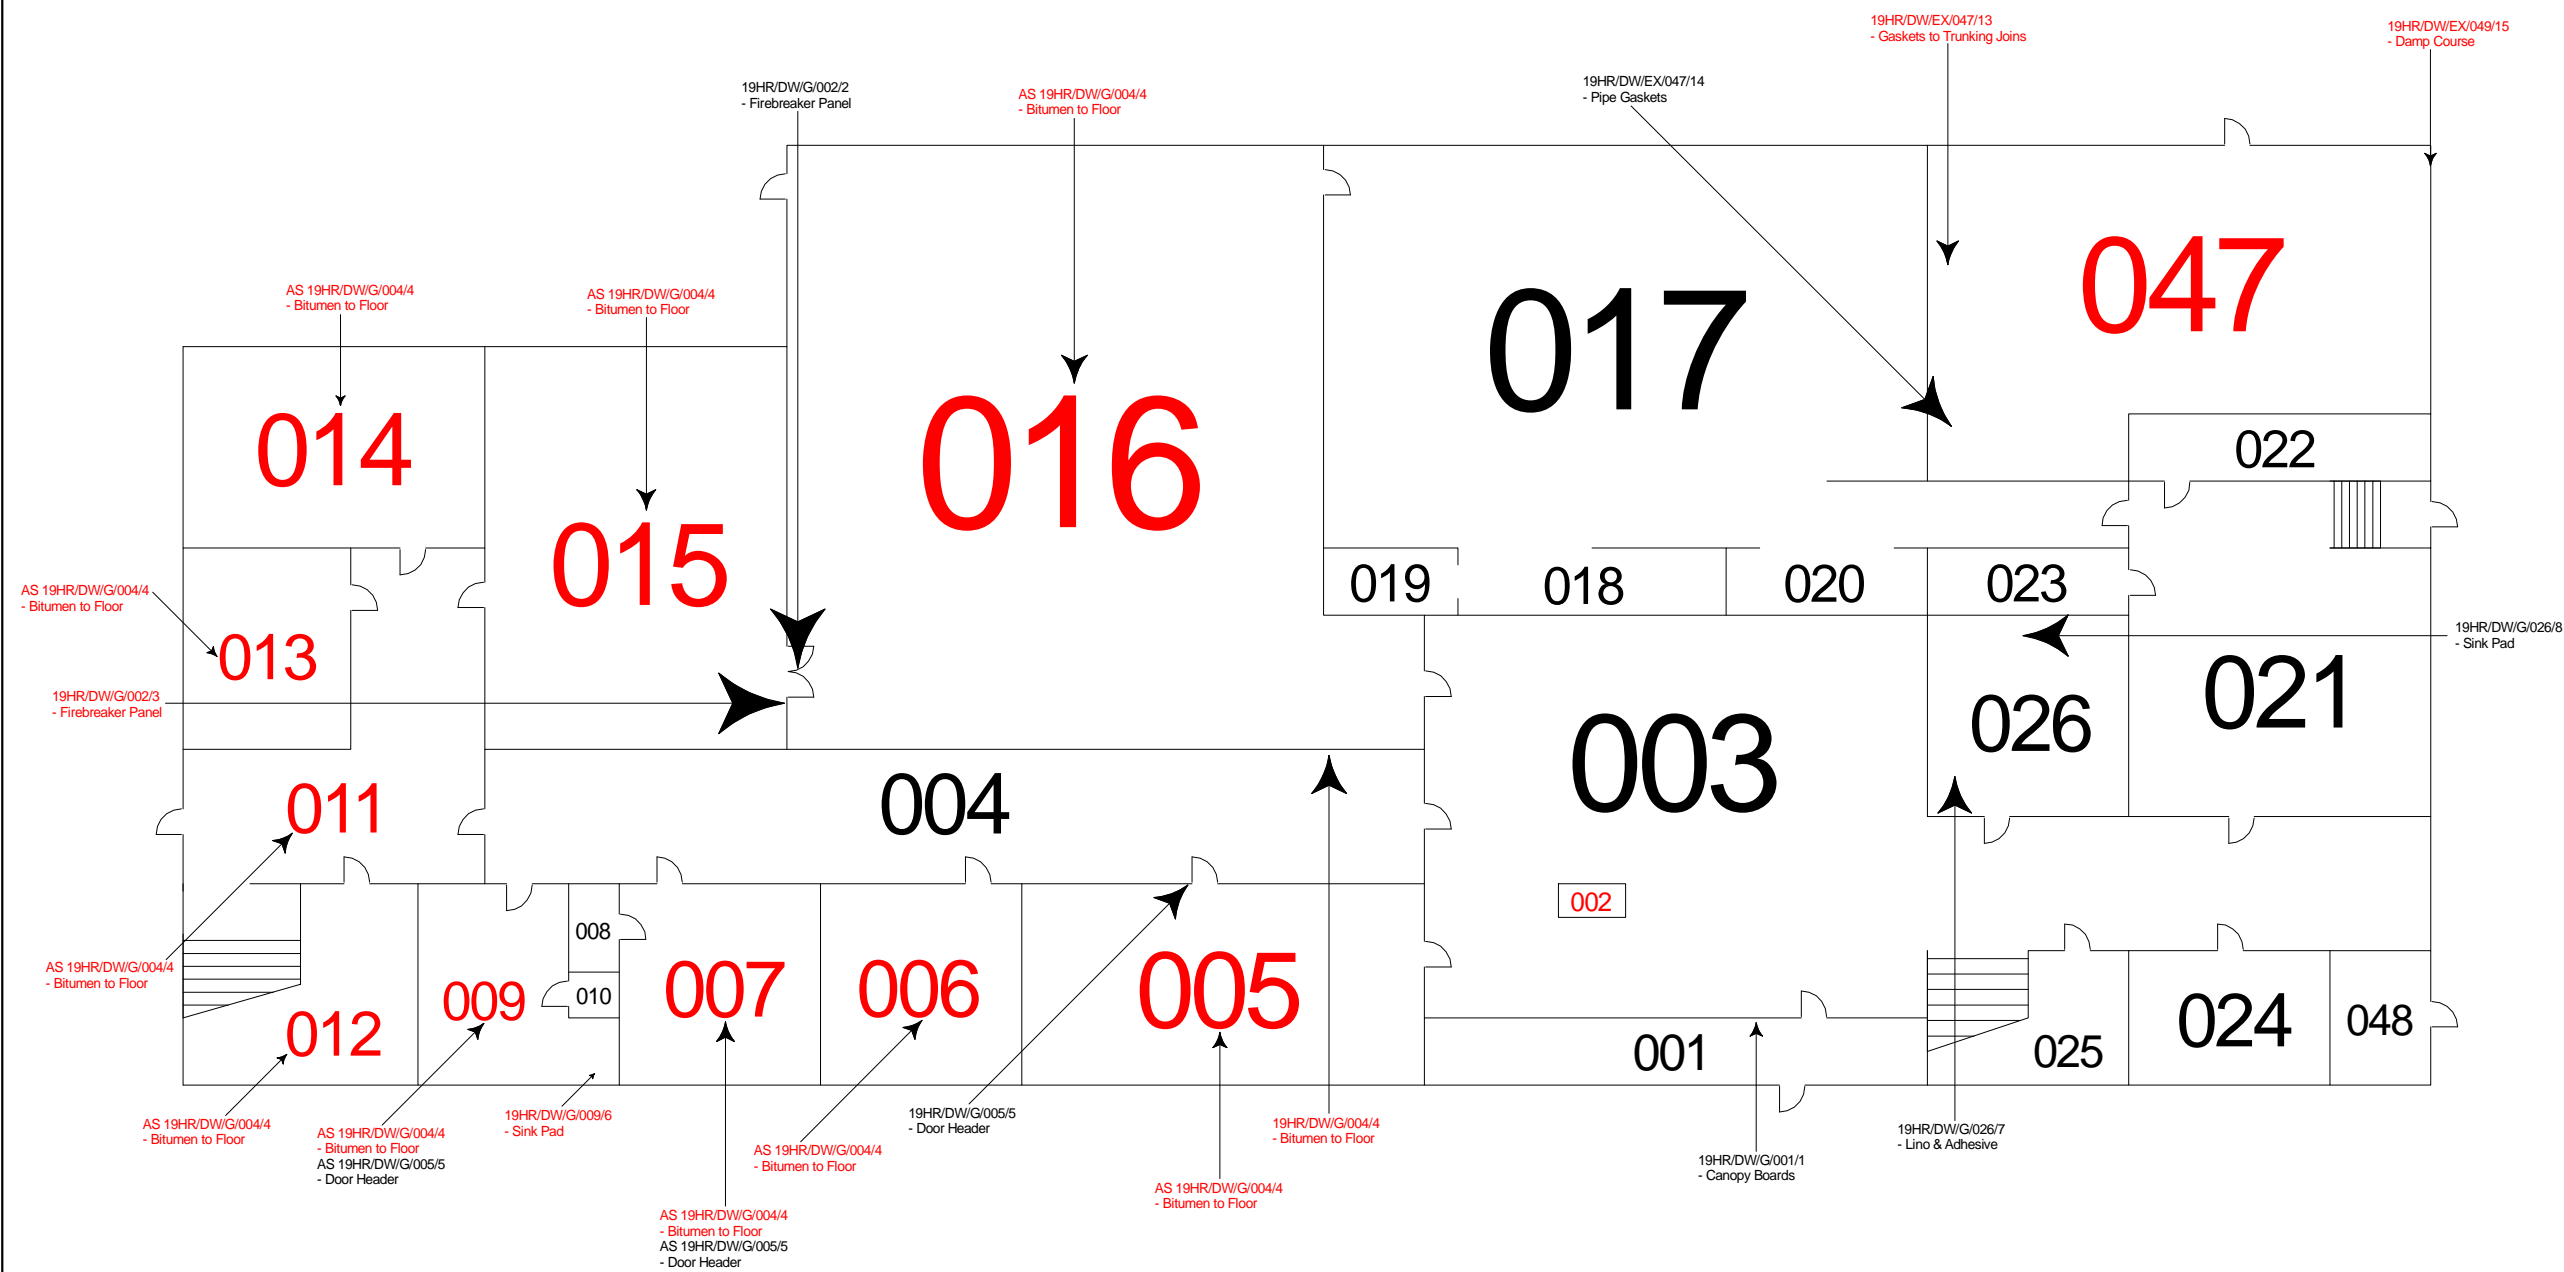 19HR/DW/EX/047/13
- Gaskets to Trunking Joins
19HR/DW/EX/049/15
- Damp Course
19HR/DW/G/002/2
- Firebreaker Panel
AS 19HR/DW/G/004/4
- Bitumen to Floor
19HR/DW/EX/047/14
- Pipe Gaskets
AS 19HR/DW/G/004/4
- Bitumen to Floor
AS 19HR/DW/G/004/4
- Bitumen to Floor
014
015
016
017
047
022
019
018
020
023
AS 19HR/DW/G/004/4
- Bitumen to Floor
013
19HR/DW/G/002/3
- Firebreaker Panel
19HR/DW/G/026/8
- Sink Pad
021
026
003
011
004
002
008
010
AS 19HR/DW/G/004/4
- Bitumen to Floor
012
009
007
006
005
001
025
024
048
AS 19HR/DW/G/004/4
- Bitumen to Floor
AS 19HR/DW/G/004/4
- Bitumen to Floor
AS 19HR/DW/G/005/5
- Door Header
19HR/DW/G/009/6
- Sink Pad
AS 19HR/DW/G/004/4
- Bitumen to Floor
19HR/DW/G/005/5
- Door Header
19HR/DW/G/004/4
- Bitumen to Floor
19HR/DW/G/026/7
- Lino & Adhesive
19HR/DW/G/001/1
- Canopy Boards
AS 19HR/DW/G/004/4
- Bitumen to Floor
AS 19HR/DW/G/004/4
- Bitumen to Floor
AS 19HR/DW/G/005/5
- Door Header